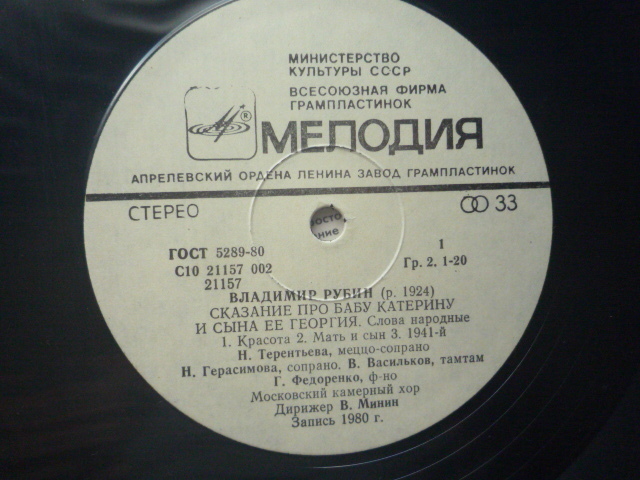 МИНИСТЕРСТВО
КУЛЬТУРЫ СССР
ВСЕСОЮЗНАЯ ФИРМА
ГРАМПЛАСТИНОК
®
МЕЛОДИЯ
АПРЕЛЕВСКИЙ ОРДЕНА ЛЕНИНА ЗАВОД ГРАМПЛАСТИНОК
СТЕРЕО
33
ГОСТ 5289-80
1
С10 21157 002
Гр. 2. 1-20
21157
ВЛАДИМИР РУБИН (р. 1924)
СКАЗАНИЕ ПРО БАБУ КАТЕРИНУ
И СЫНА ЕЕ ГЕОРГИЯ. Слова народные
1. Красота 2. Мать и сын 3. 1941-й
Н. Терентьева, меццо-сопрано
Н. Герасимова, сопрано. В. Васильков, тамтам
Г. Федоренко, ф-но
Московский камерный хор
Дирижер В. Минин
Запись 1980 г.